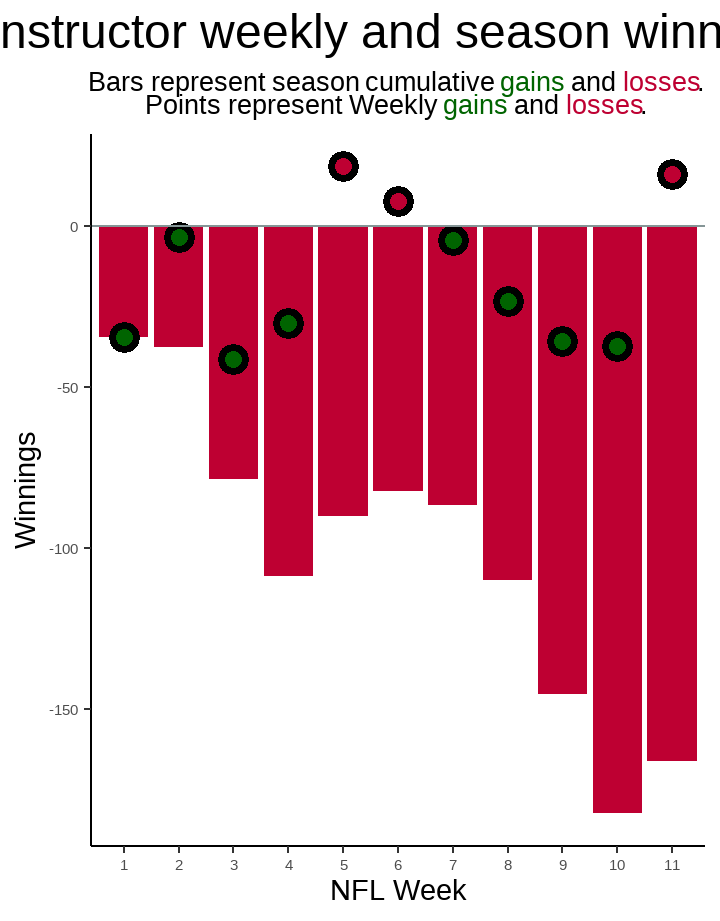 nstructor weekly and season winn
Bars represent season cumulative gains and losses.
Points represent Weekly gains and losses.
0
-50
-100
-150
Winnings
1 2 3 4 5 6 7 8 9 10 11
NFL Week